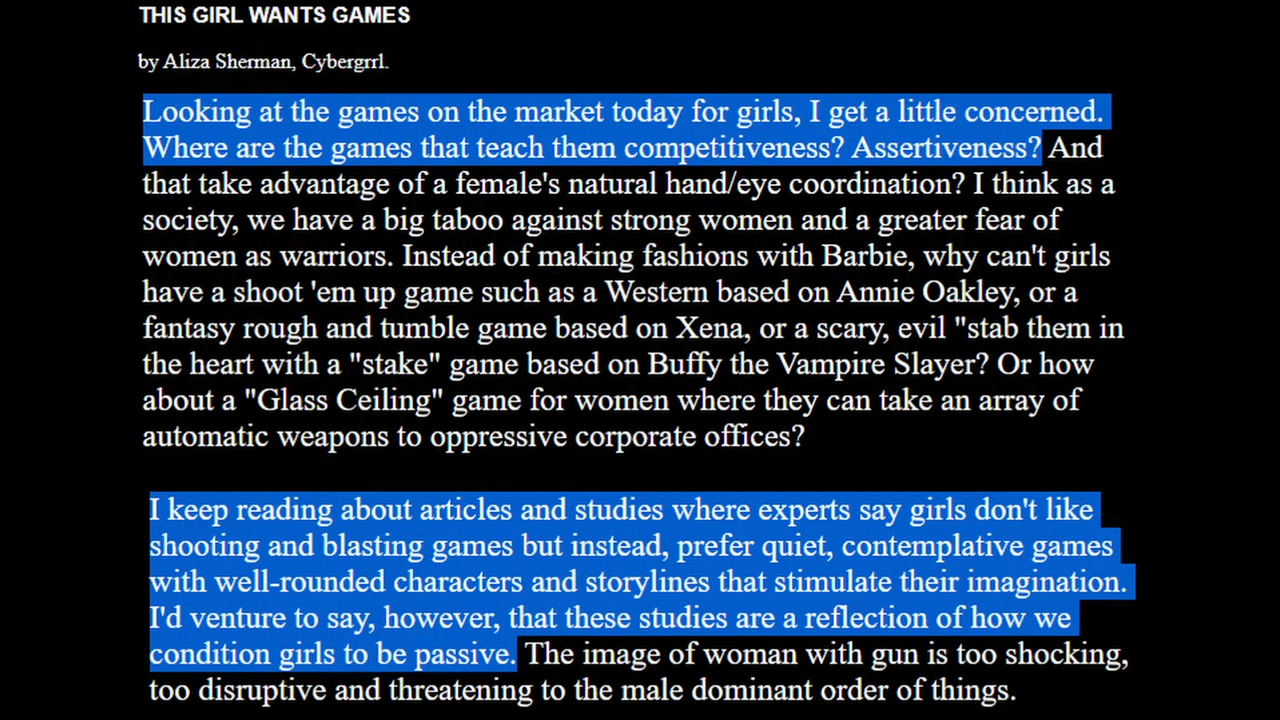 THIS GIRL WANTS GAMES
by Aliza Sherman, Cybergrrl.
Looking at the games on the market today for girls, I get a little concerned.
Where are the games that teach them competitiveness? Assertiveness? And
that take advantage of a female's natural hand/eye coordination? I think as a
society, we have a big taboo against strong women and a greater fear of
women as warriors. Instead of making fashions with Barbie, why can't girls
have a shoot 'em up game such as a Western based on Annie Oakley, or a
fantasy rough and tumble game based on Xena, or a scary, evil "stab them in
the heart with a "stake" game based on Buffy the Vampire Slayer? Or how
about a "Glass Ceiling" game for women where they can take an array of
automatic weapons to oppressive corporate offices?
I keep reading about articles and studies where experts say girls don't like
shooting and blasting games but instead, prefer quiet, contemplative games
with well-rounded characters and storylines that stimulate their imagination.
I'd venture to say, however, that these studies are a reflection of how we
condition girls to be passive. The image of woman with gun is too shocking,
too disruptive and threatening to the male dominant order of things.